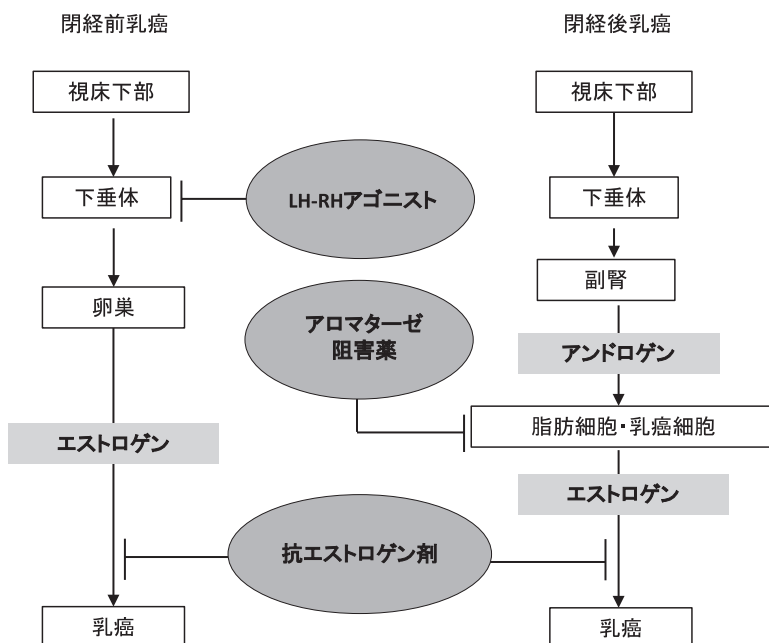 閉経前乳癌
視床下部
下垂体
卵巣
エストロゲン
乳癌
LH-RHアゴニスト
アロマターゼ
阻害薬
抗エストロゲン剤
閉経後乳癌
視床下部
下垂体
副腎
アンドロゲン
脂肪細胞・乳癌細胞
エストロゲン
乳癌